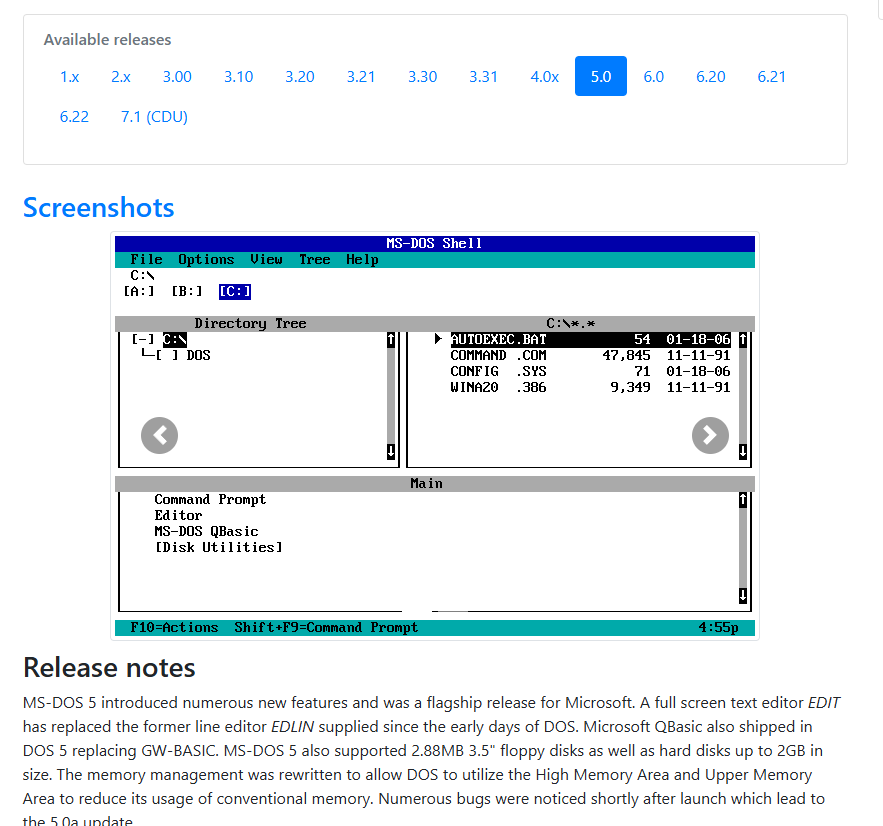 Available releases
1.x 2.x 3.00 3.10 3.20 3.21 3.30 3.31 4.0x 5.0 6.0 6.20 6.21
6.22 7.1 (CDU)
Screenshots
MS-DOS Shell
File Options View Tree Help
C:\
[A:] [B:] [C:]
Directory Tree
[-] C:\
└─[ ] DOS
C:\*.*
AUTOEXEC.BAT 54 01-18-06
COMMAND .COM 47,845 11-11-91
CONFIG .SYS 71 01-18-06
WINA20 .386 9,349 11-11-91
Main
Command Prompt
Editor
MS-DOS QBasic
[Disk Utilities]
F10=Actions Shift+F9=Command Prompt 4:55p
Release notes
MS-DOS 5 introduced numerous new features and was a flagship release for Microsoft. A full screen text editor EDIT
has replaced the former line editor EDLIN supplied since the early days of DOS. Microsoft QBasic also shipped in
DOS 5 replacing GW-BASIC. MS-DOS 5 also supported 2.88MB 3.5" floppy disks as well as hard disks up to 2GB in
size. The memory management was rewritten to allow DOS to utilize the High Memory Area and Upper Memory
Area to reduce its usage of conventional memory. Numerous bugs were noticed shortly after launch which lead to
the 5.0a update.